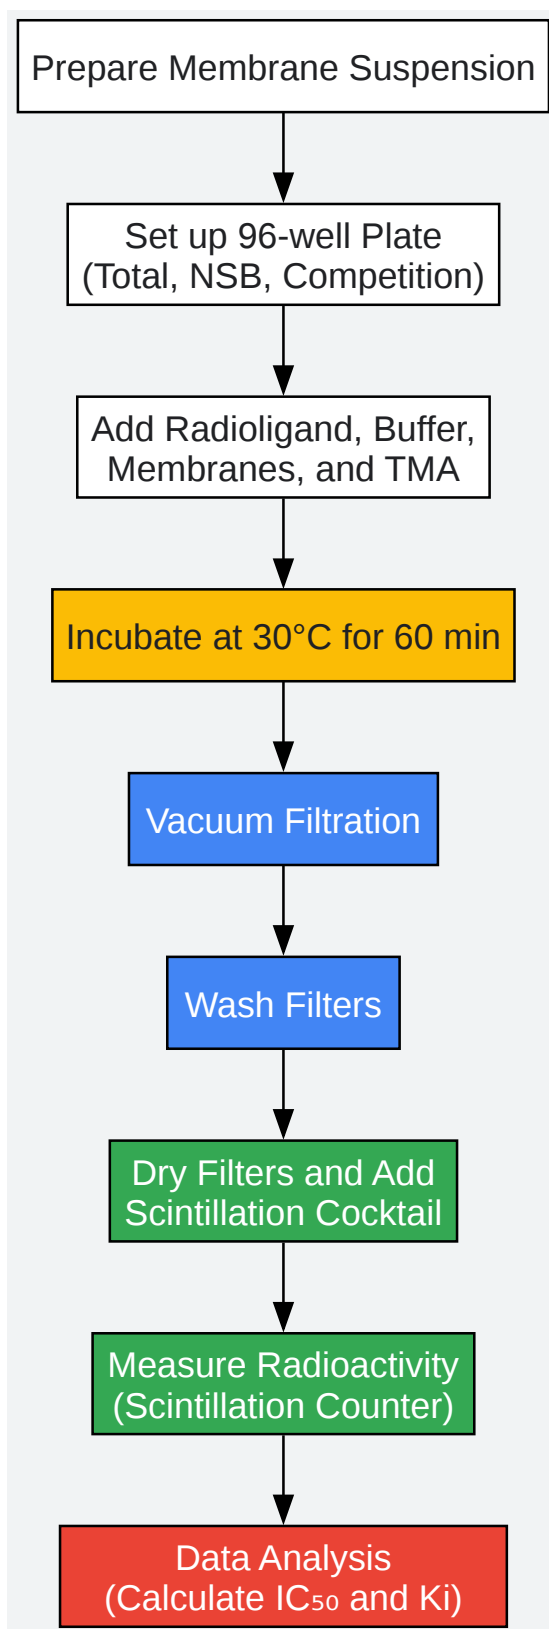 Prepare Membrane Suspension
Set up 96-well Plate
(Total, NSB, Competition)
Add Radioligand, Buffer,
Membranes, and TMA
Incubate at 30°C for 60 min
Vacuum Filtration
Wash Filters
Dry Filters and Add
Scintillation Cocktail
Measure Radioactivity
(Scintillation Counter)
Data Analysis
(Calculate IC₅₀ and Ki)